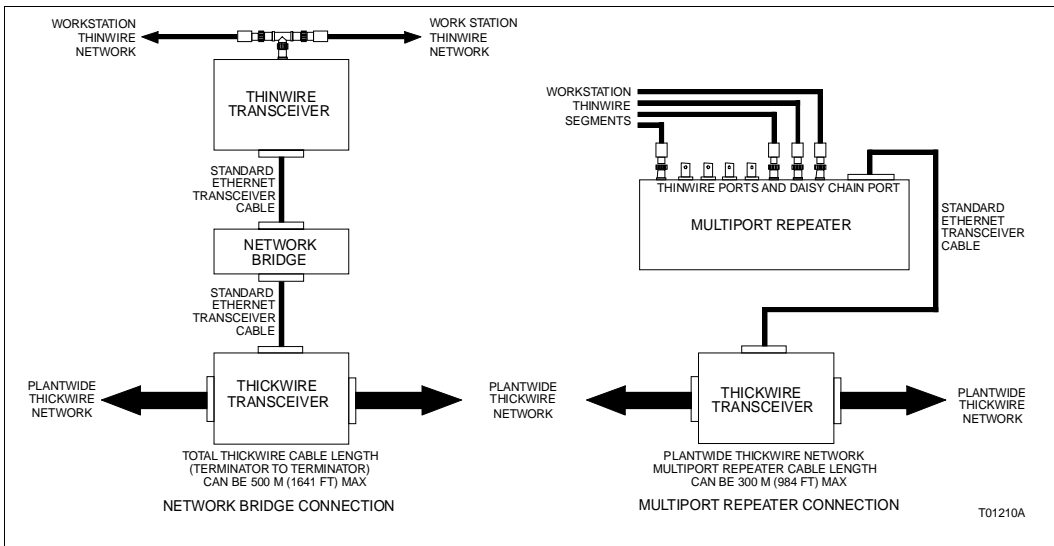 WORKSTATION
THINWIRE
NETWORK
WORK STATION
THINWIRE
NETWORK
THINWIRE
TRANSCEIVER
STANDARD
ETHERNET
TRANSCEIVER
CABLE
NETWORK
BRIDGE
STANDARD
ETHERNET
TRANSCEIVER
CABLE
PLANTWIDE
THICKWIRE
NETWORK
THICKWIRE
TRANSCEIVER
PLANTWIDE
THICKWIRE
NETWORK
TOTAL THICKWIRE CABLE LENGTH
(TERMINATOR TO TERMINATOR)
CAN BE 500 M (1641 FT) MAX
NETWORK BRIDGE CONNECTION
WORKSTATION
THINWIRE
SEGMENTS
THINWIRE PORTS AND DAISY CHAIN PORT
MULTIPORT REPEATER
STANDARD
ETHERNET
TRANSCEIVER
CABLE
THICKWIRE
TRANSCEIVER
PLANTWIDE
THICKWIRE
NETWORK
PLANTWIDE THICKWIRE NETWORK
MULTIPORT REPEATER CABLE LENGTH
CAN BE 300 M (984 FT) MAX
MULTIPORT REPEATER CONNECTION
T01210A